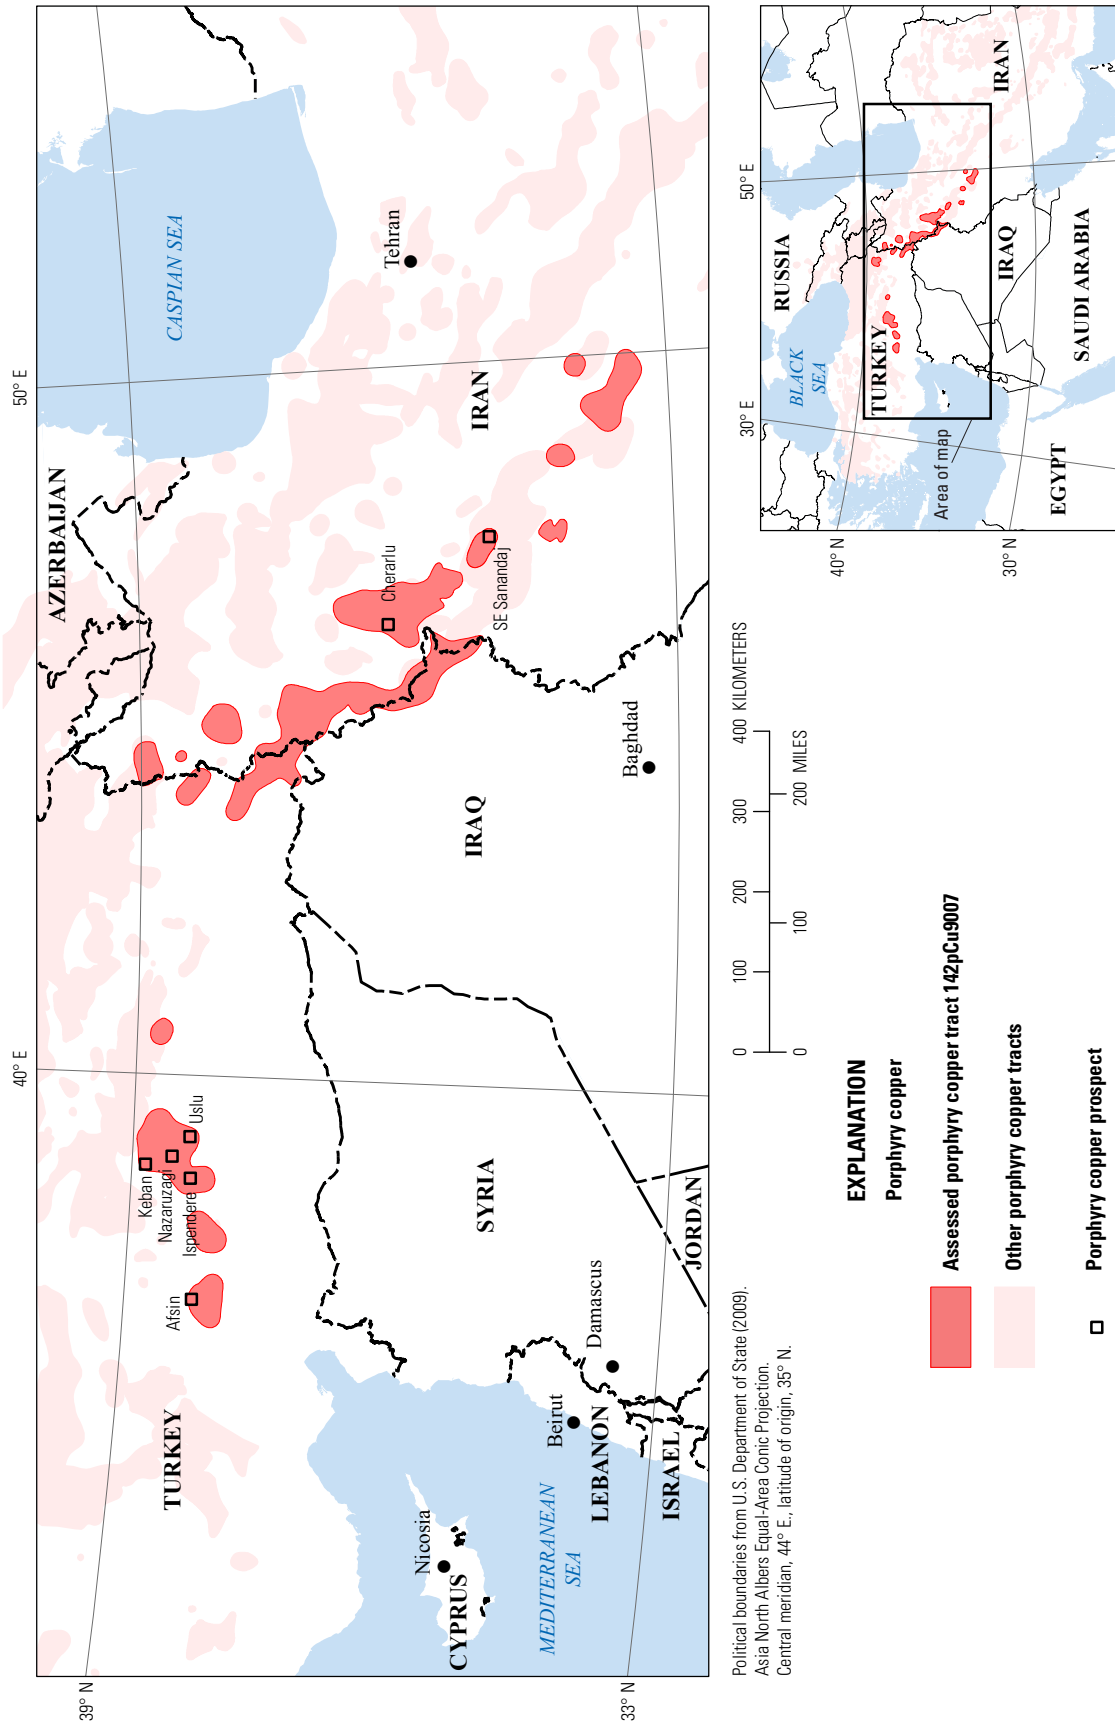 40° E
50° E
39° N
33° N
CASPIAN SEA
AZERBAIJAN
Tehran
IRAN
TURKEY
Keban
Nazaruzagi
Uslu
Ispendere
Afsin
Cherarlu
SE Sanandaj
SYRIA
IRAQ
Baghdad
Nicosia
CYPRUS
MEDITERRANEAN
SEA
Beirut
LEBANON
Damascus
ISRAEL
JORDAN
Political boundaries from U.S. Department of State (2009).
Asia North Albers Equal-Area Conic Projection.
Central meridian, 44° E., latitude of origin, 35° N.
0 100 200 300 400 KILOMETERS
0 100 200 MILES
EXPLANATION
Porphyry copper
Assessed porphyry copper tract 142pCu9007
Other porphyry copper tracts
Porphyry copper prospect
30° E
50° E
40° N
30° N
RUSSIA
BLACK
SEA
TURKEY
IRAN
IRAQ
SAUDI ARABIA
EGYPT
Area of map